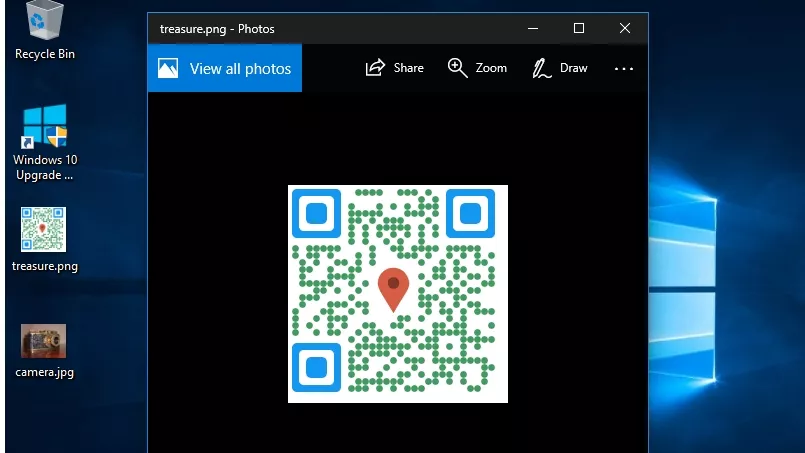 treasure.png - Photos
View all photos
Share
Zoom
Draw
Recycle Bin
Windows 10
Upgrade ...
treasure.png
camera.jpg